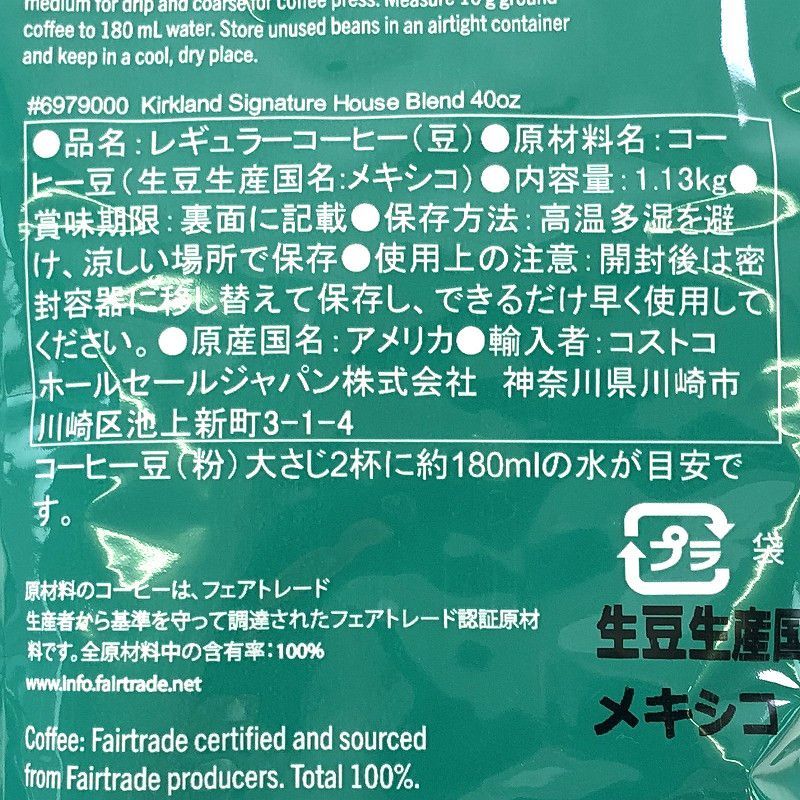 medium for drip and coarse for coffee press. Measure 10 g ground
coffee to 180 mL water. Store unused beans in an airtight container
and keep in a cool, dry place.
#6979000 Kirkland Signature House Blend 40oz
●品名:レギュラーコーヒー(豆)●原材料名:コー
ヒー豆(生豆生産国名:メキシコ)●内容量:1.13kg●
賞味期限:裏面に記載●保存方法:高温多湿を避
け、涼しい場所で保存●使用上の注意:開封後は密
封容器に移し替えて保存し、できるだけ早く使用して
ください。●原産国名:アメリカ●輸入者:コストコ
ホールセールジャパン株式会社 神奈川県川崎市
川崎区池上新町3-1-4
コーヒー豆(粉)大さじ2杯に約180mlの水が目安で
す。
プラ 袋
原材料のコーヒーは、フェアトレード
生産者から基準を守って調達されたフェアトレード認証原材
料です。全原材料中の含有率:100%
www.info.fairtrade.net
生豆生産国
メキシコ
Coffee: Fairtrade certified and sourced
from Fairtrade producers. Total 100%.